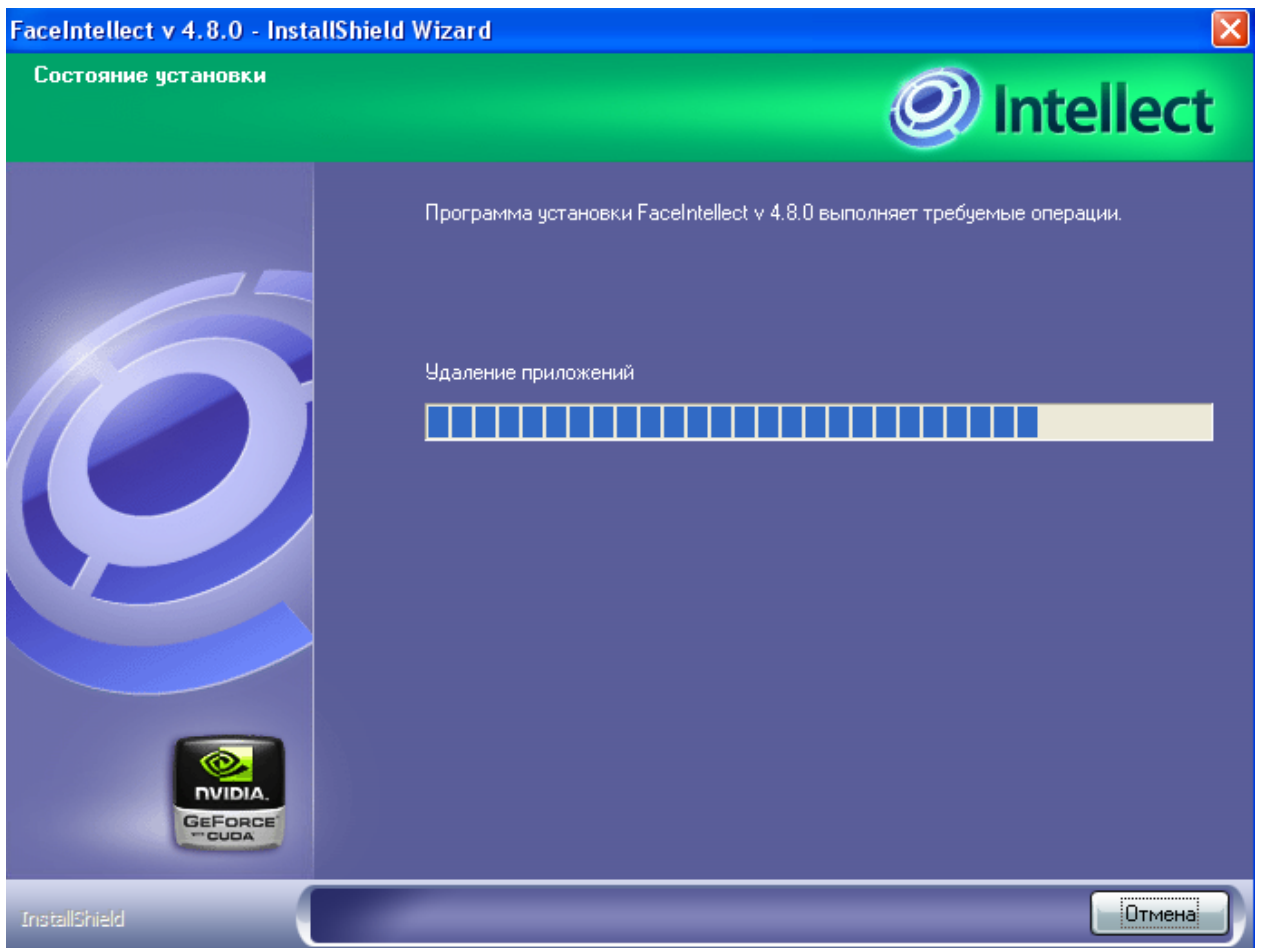 FaceIntellect v 4.8.0 - InstallShield Wizard
Состояние установки
Intellect
Программа установки FaceIntellect v 4.8.0 выполняет требуемые операции.
Удаление приложений
NVIDIA.
GEFORCE
WITH CUDA
InstallShield
Отмена